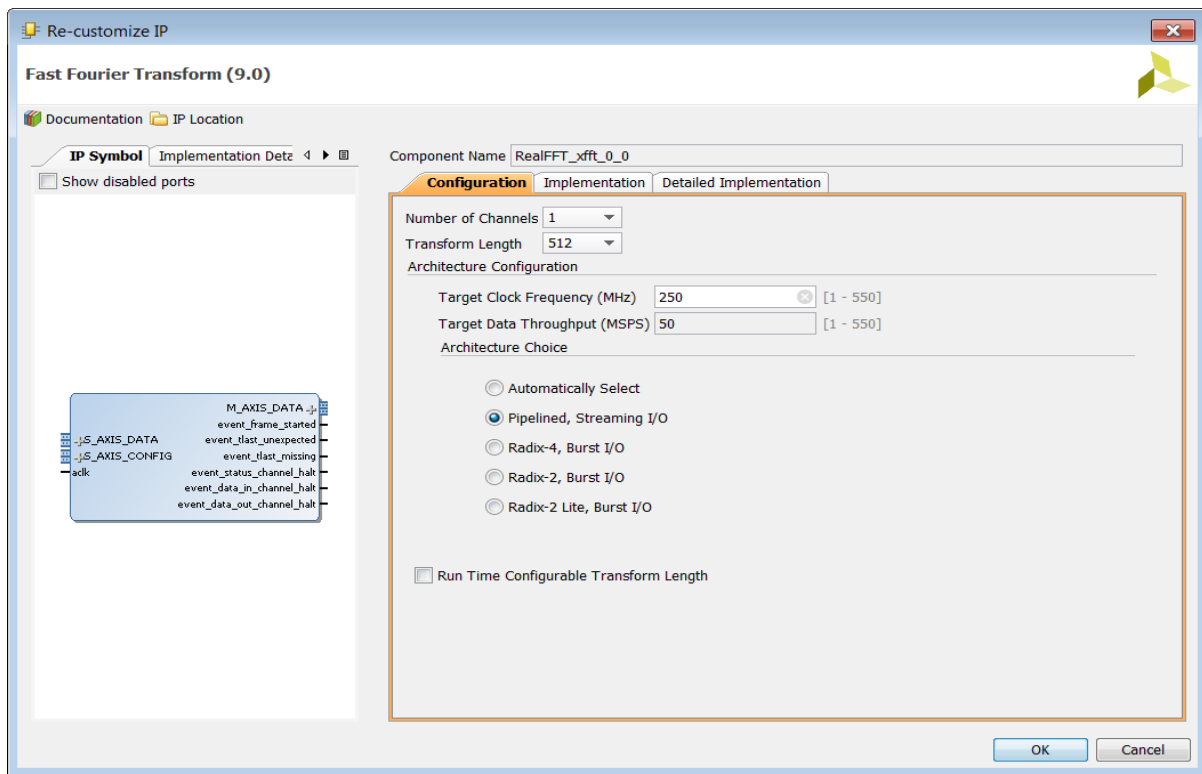 Re-customize IP
Fast Fourier Transform (9.0)
Documentation IP Location
IP Symbol Implementation Deta
Show disabled ports
M_AXIS_DATA
event_frame_started
S_AXIS_DATA event_tlast_unexpected
S_AXIS_CONFIG event_tlast_missing
aclk event_status_channel_halt
event_data_in_channel_halt
event_data_out_channel_halt
Component Name RealFFT_xfft_0_0
Configuration Implementation Detailed Implementation
Number of Channels 1
Transform Length 512
Architecture Configuration
Target Clock Frequency (MHz) 250 [1 - 550]
Target Data Throughput (MSPS) 50 [1 - 550]
Architecture Choice
Automatically Select
Pipelined, Streaming I/O
Radix-4, Burst I/O
Radix-2, Burst I/O
Radix-2 Lite, Burst I/O
Run Time Configurable Transform Length
OK Cancel